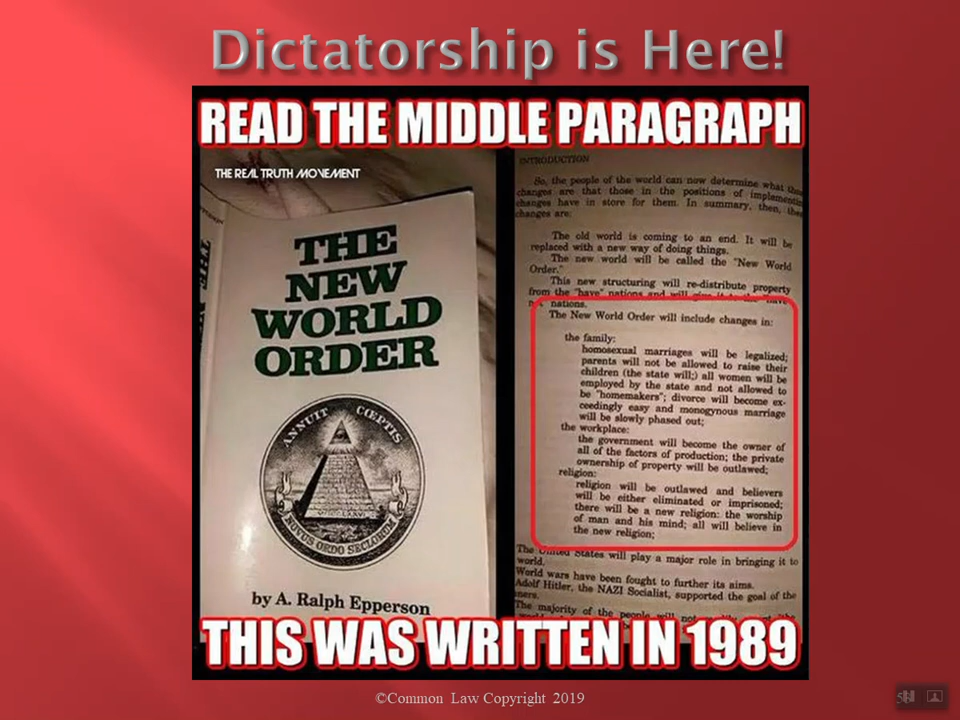 Dictatorship is Here!
READ THE MIDDLE PARAGRAPH
THE REAL TRUTH MOVEMENT
THE
NEW
WORLD
ORDER
ANNUIT CŒPTIS
NOVUS ORDO SECLORUM
by A. Ralph Epperson
INTRODUCTION
So, the people of the world can now determine what
changes are that those in the positions of
changes have in store for them. In summary, then,
changes are:
The old world is coming to an end. It will be
replaced with a new way of doing things.
The new world will be called the "New World
Order."
This new structuring will re-distribute property
from the "have" nations and will give it to the "have
nations.
The New World Order will include changes in:
the family:
homosexual marriages will be legalized;
parents will not be allowed to raise their
children (the state will;) all women will be
employed by the state and not allowed to
be "homemakers"; divorce will become ex-
ceedingly easy and monogynous marriage
will be slowly phased out;
the workplace:
the government will become the owner of
all of the factors of production; the private
ownership of property will be outlawed;
religion:
religion will be outlawed and believers
will be either eliminated or imprisoned;
there will be a new religion: the worship
of man and his mind; all will believe in
the new religion;
The United States will play a major role in bringing it to
world.
World wars have been fought to further its aims.
Adolf Hitler, the NAZI Socialist, supported the goal of the
The majority of the people will not
THIS WAS WRITTEN IN 1989
©Common Law Copyright 2019